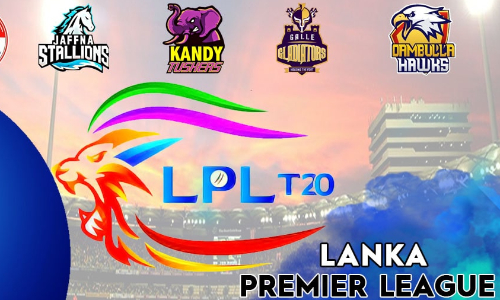 JAFFNA
STALLIONS
KANDY
TUSKERS
GALLE
GLADIATORS
DAMBULLA
HAWKS
LPL T20
LANKA
PREMIER LEAGUE